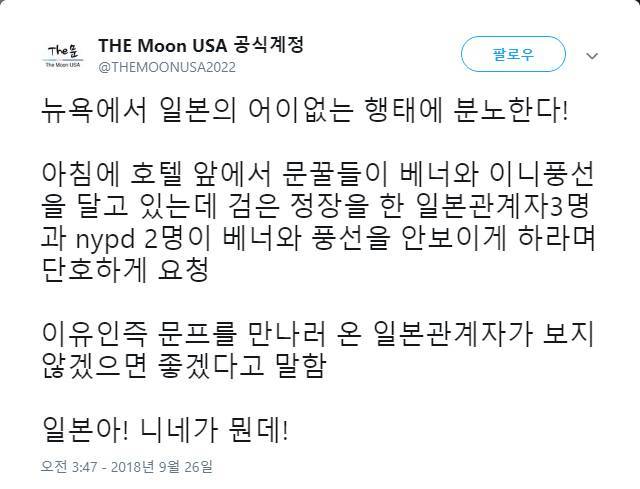 The문
The Moon USA
THE Moon USA 공식계정
@THEMOONUSA2022
팔로우
뉴욕에서 일본의 어이없는 행태에 분노한다!
아침에 호텔 앞에서 문꿀들이 베너와 이니풍선
을 달고 있는데 검은 정장을 한 일본관계자3명
과 nypd 2명이 베너와 풍선을 안보이게 하라며
단호하게 요청
이유인즉 문프를 만나러 온 일본관계자가 보지
않겠으면 좋겠다고 말함
일본아! 니네가 뭔데!
오전 3:47 - 2018년 9월 26일